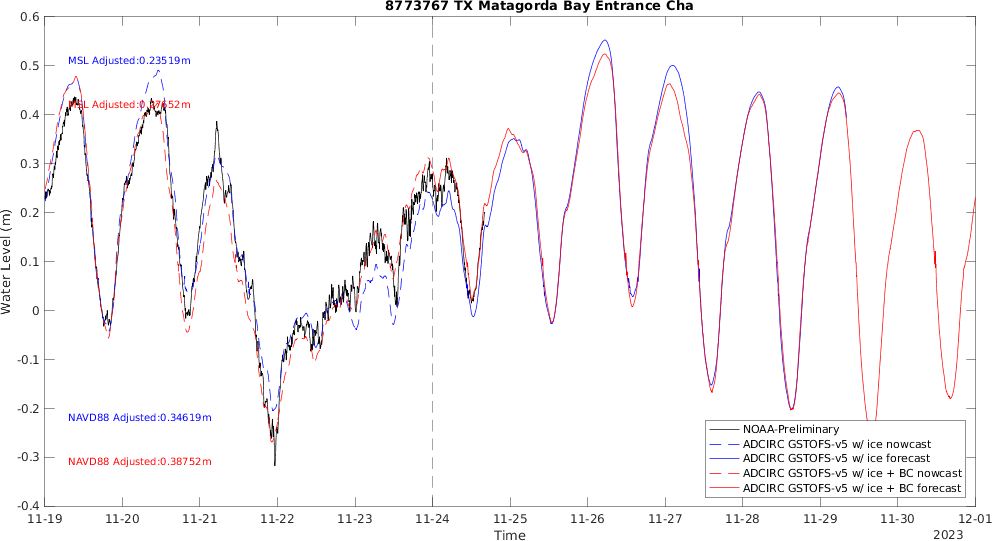 8773767 TX Matagorda Bay Entrance Cha
0.6
0.5
0.4
0.3
0.2
0.1
0
-0.1
-0.2
-0.3
-0.4
Water Level (m)
MSL Adjusted:0.23519m
Adjusted:
NAVD88 Adjusted:0.34619m
NAVD88 Adjusted:0.38752m
NOAA-Preliminary
ADCIRC GSTOFS-v5 w/ ice nowcast
ADCIRC GSTOFS-v5 w/ ice forecast
ADCIRC GSTOFS-v5 w/ ice + BC nowcast
ADCIRC GSTOFS-v5 w/ ice + BC forecast
11-19 11-20 11-21 11-22 11-23 11-24 11-25 11-26 11-27 11-28 11-29 11-30 12-01
Time
2023